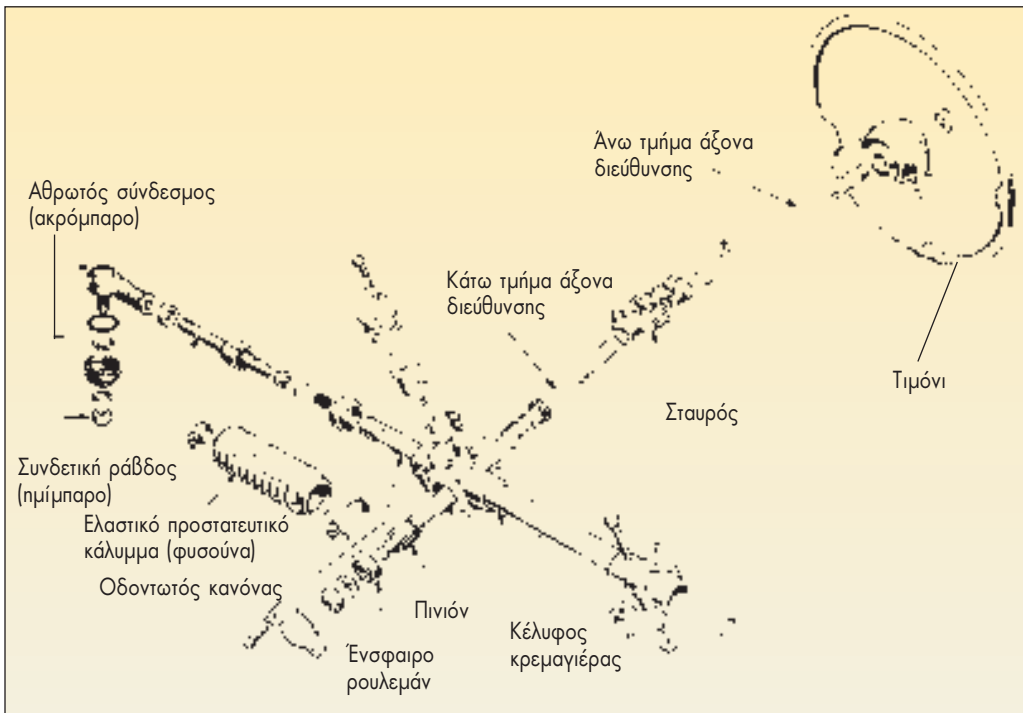 Άνω τμήμα άξονα
διεύθυνσης
Αθρωτός σύνδεσμος
(ακρόμπαρο)
Κάτω τμήμα άξονα
διεύθυνσης
Τιμόνι
Σταυρός
Συνδετική ράβδος
(ημίμπαρο)
Ελαστικό προστατευτικό
κάλυμμα (φυσούνα)
Οδοντωτός κανόνας
Πινιόν
Κέλυφος
κρεμαγιέρας
Ένσφαιρο
ρουλεμάν